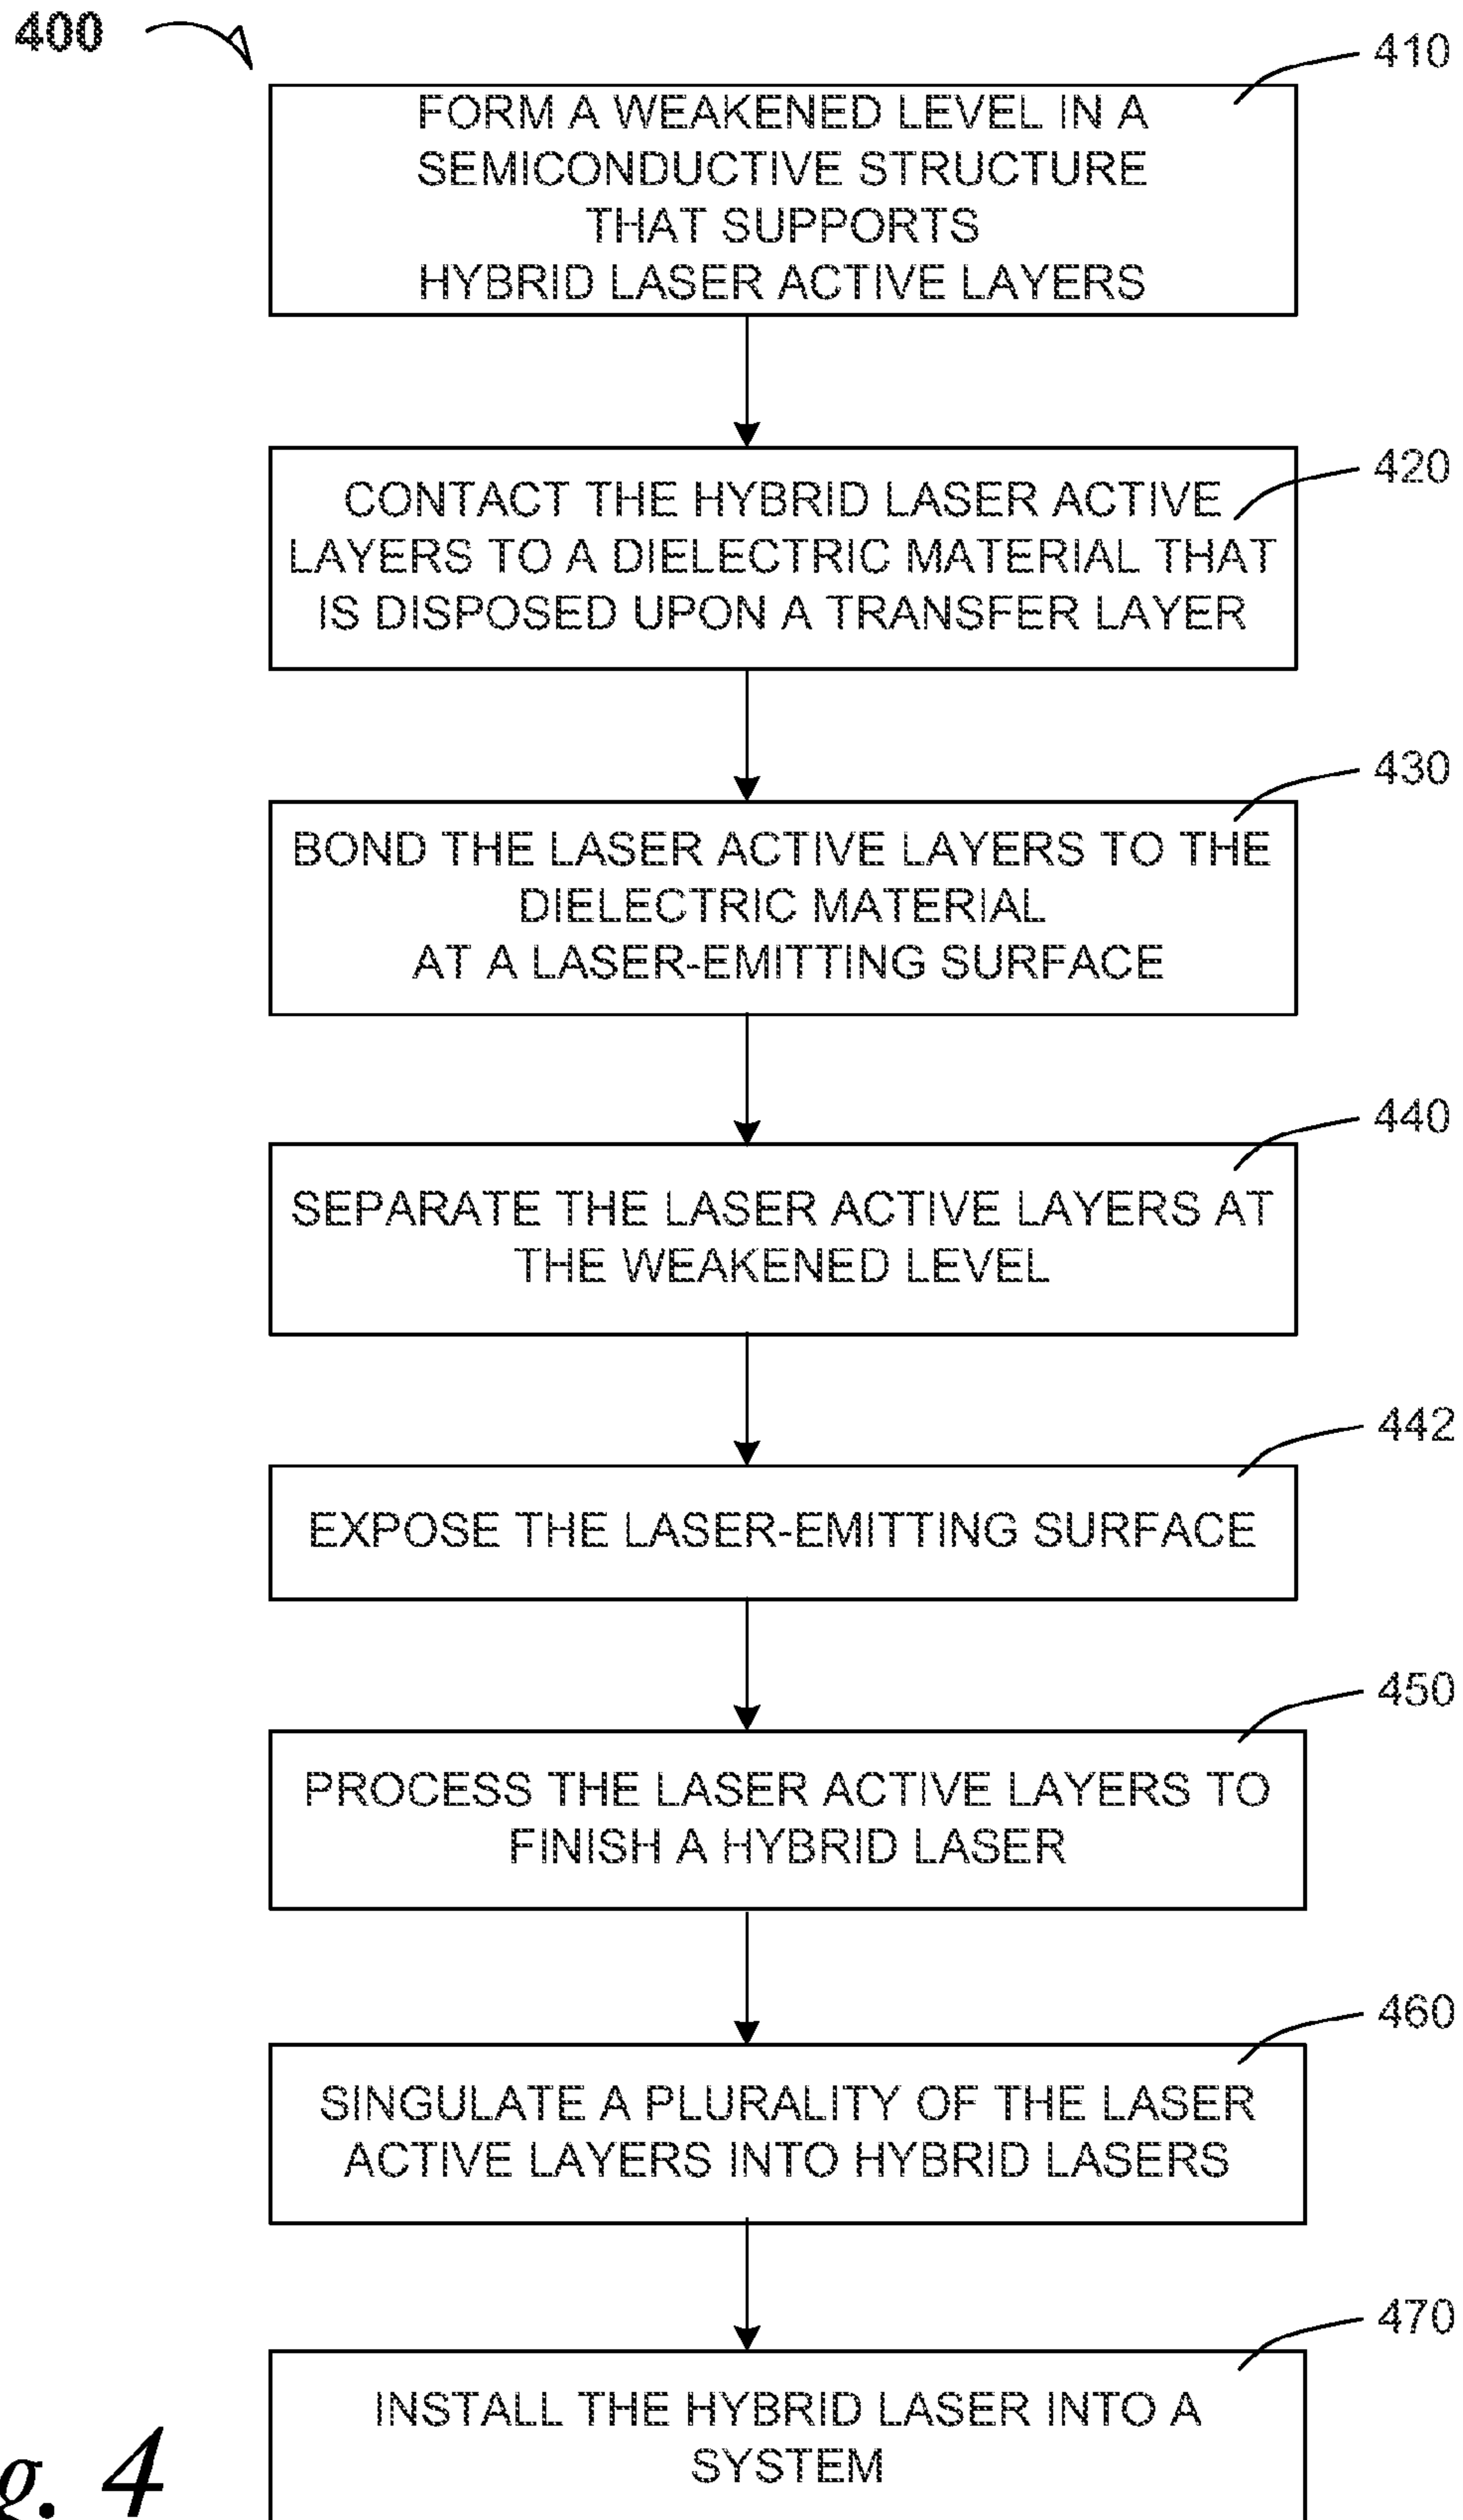 400
410
FORM A WEAKENED LEVEL IN A
SEMICONDUCTIVE STRUCTURE
THAT SUPPORTS
HYBRID LASER ACTIVE LAYERS
420
CONTACT THE HYBRID LASER ACTIVE
LAYERS TO A DIELECTRIC MATERIAL THAT
IS DISPOSED UPON A TRANSFER LAYER
430
BOND THE LASER ACTIVE LAYERS TO THE
DIELECTRIC MATERIAL
AT A LASER-EMITTING SURFACE
440
SEPARATE THE LASER ACTIVE LAYERS AT
THE WEAKENED LEVEL
442
EXPOSE THE LASER-EMITTING SURFACE
450
PROCESS THE LASER ACTIVE LAYERS TO
FINISH A HYBRID LASER
460
SINGULATE A PLURALITY OF THE LASER
ACTIVE LAYERS INTO HYBRID LASERS
470
INSTALL THE HYBRID LASER INTO A
SYSTEM
g. 4